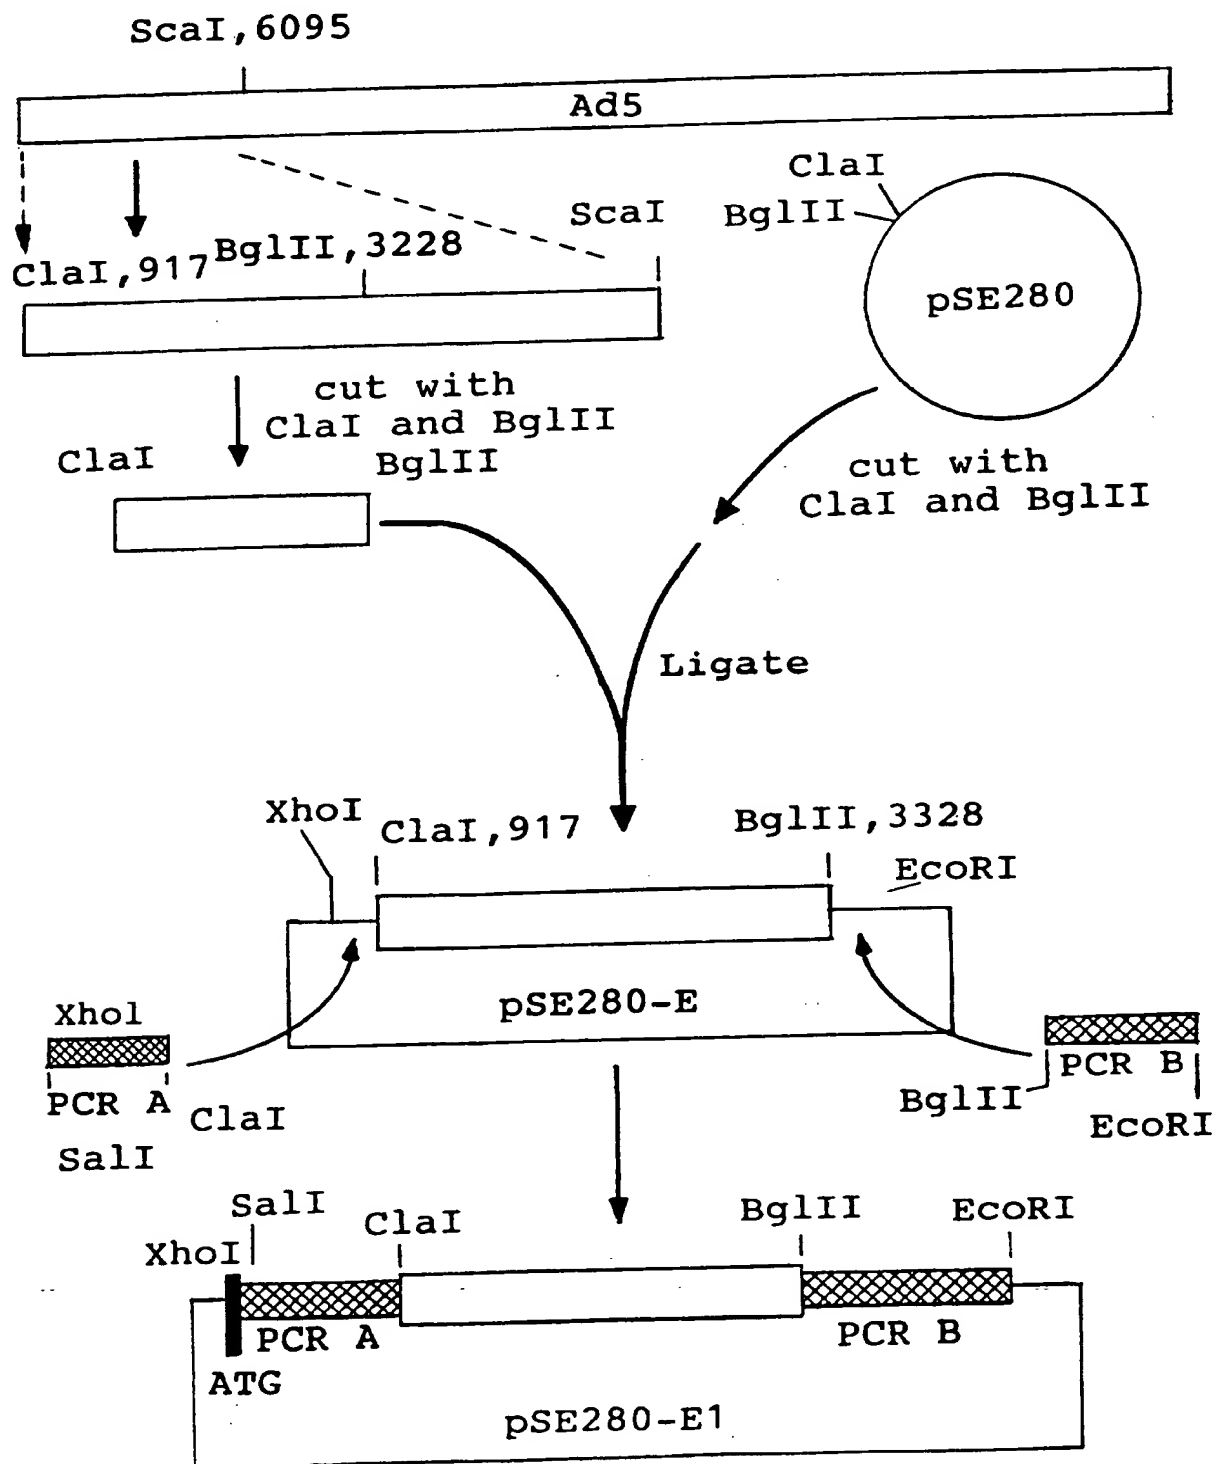 ScaI,6095
Ad5
ClaI
BglII
pSE280
ScaI
BglII,3228
ClaI,917
cut with
ClaI and BglII
ClaI
BglII
cut with
ClaI and BglII
Ligate
XhoI
ClaI,917
BglII,3328
EcoRI
pSE280-E
Xhol
PCR A
ClaI
SalI
PCR B
BglII
EcoRI
SalI
ClaI
BglII
EcoRI
XhoI
PCR A
PCR B
ATG
pSE280-E1